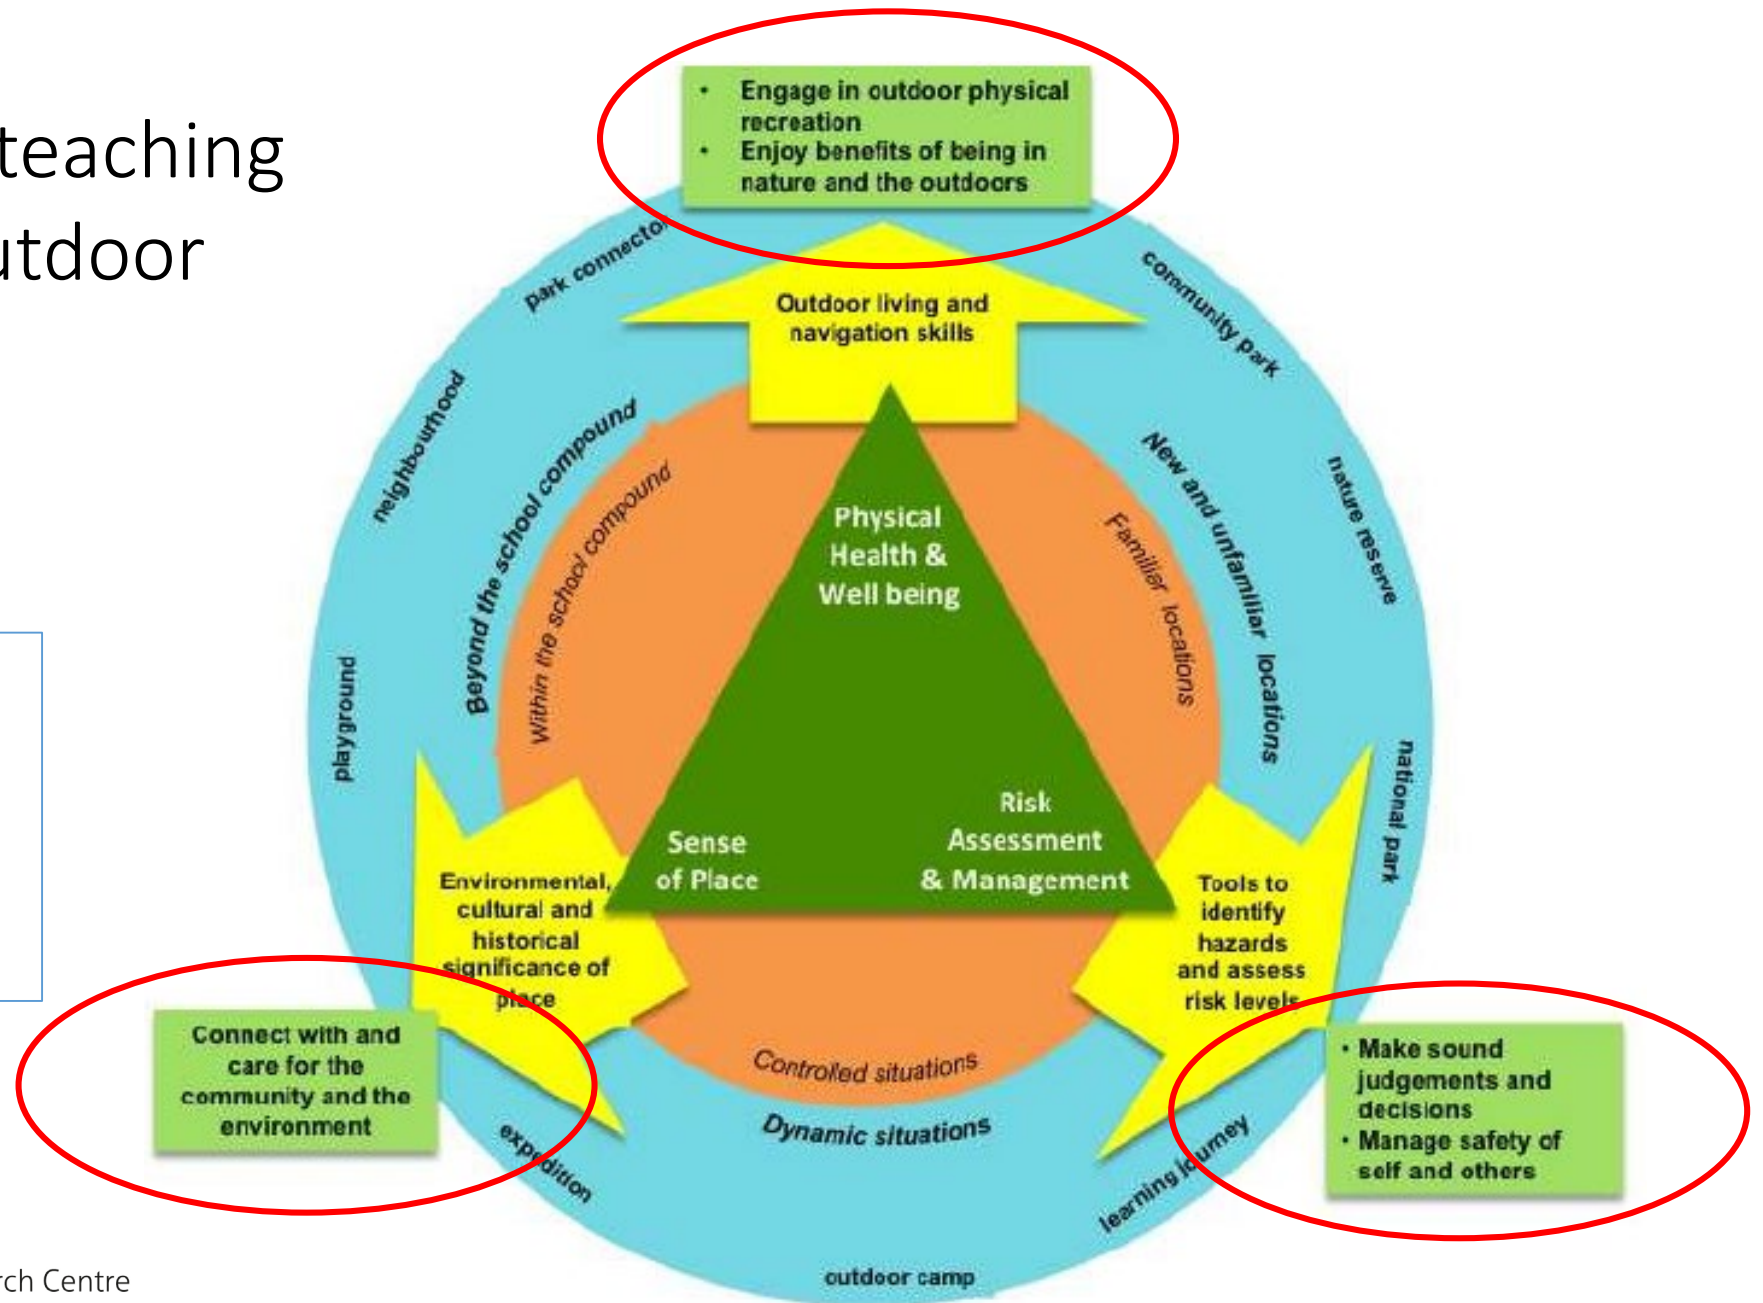 teaching
utdoor
• Engage in outdoor physical
recreation
• Enjoy benefits of being in
nature and the outdoors
park connector
community park
Outdoor living and
navigation skills
neighbourhood
nature reserve
Beyond the school compound
Within the school compound
New and unfamiliar locations
Familiar locations
Physical
Health &
Well being
playground
national park
Sense
of Place
Risk
Assessment
& Management
Environmental,
cultural and
historical
significance of
place
Tools to
identify
hazards
and assess
risk levels
Connect with and
care for the
community and the
environment
• Make sound
judgements and
decisions
• Manage safety of
self and others
Controlled situations
Dynamic situations
expedition
learning journey
outdoor camp
rch Centre